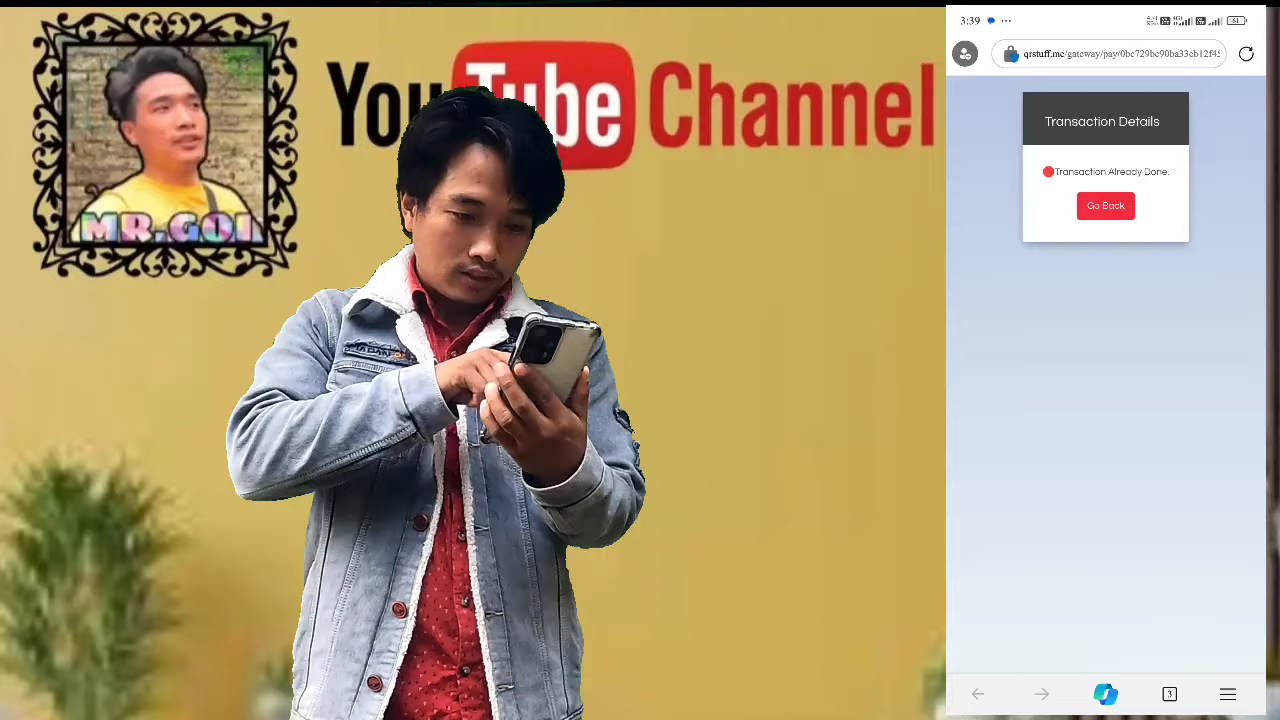 YouTube Channel
MR.GOI
3:39
61
qrstuff.me/gateway/pay/0bc729bc90ba33cb12f45
Transaction Details
Transaction Already Done.
Go Back
3